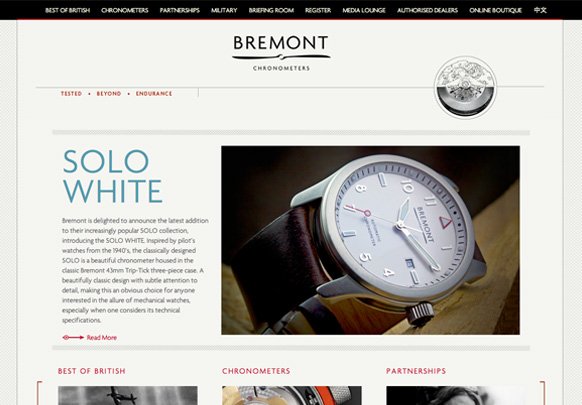 BEST OF BRITISH CHRONOMETERS PARTNERSHIPS MILITARY BRIEFING ROOM REGISTER MEDIA LOUNGE AUTHORISED DEALERS ONLINE BOUTIQUE 中文
BREMONT
CHRONOMETERS
TESTED • BEYOND • ENDURANCE
SOLO
WHITE
Bremont is delighted to announce the latest addition
to their increasingly popular SOLO collection,
introducing the SOLO WHITE. Inspired by pilot's
watches from the 1940's, the classically designed
SOLO is a beautiful chronometer housed in the
classic Bremont 43mm Trip-Tick three-piece case. A
beautifully design with subtle attention to
detail, making this an obvious choice for anyone
interested in the allure of mechanical watches,
especially when one considers its technical
specifications.
Read More
BREMONT
BEST OF BRITISH CHRONOMETERS PARTNERSHIPS